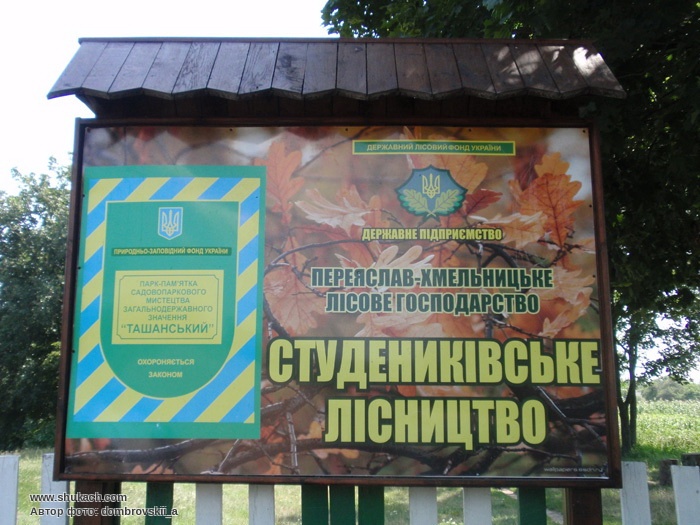 ПРИРОДНЬО-ЗАПОВІДНИЙ ФОНД УКРАЇНИ
ПАРК-ПАМ'ЯТКА
САДОВОПАРКОВОГО
МИСТЕЦТВА
ЗАГАЛЬНОДЕРЖАВНОГО
ЗНАЧЕННЯ
"ТАШАНСЬКИЙ"
ОХОРОНЯЄТЬСЯ
ЗАКОНОМ
ДЕРЖАВНИЙ ЛІСОВИЙ ФОНД УКРАЇНИ
ДЕРЖАВНЕ ПІДПРИЄМСТВО
ПЕРЕЯСЛАВ-ХМЕЛЬНИЦЬКЕ
ЛІСОВЕ ГОСПОДАРСТВО
СТУДЕНИКІВСЬКЕ
ЛІСНИЦТВО
www.shukach.com
Автор фото: dombrovskii_a